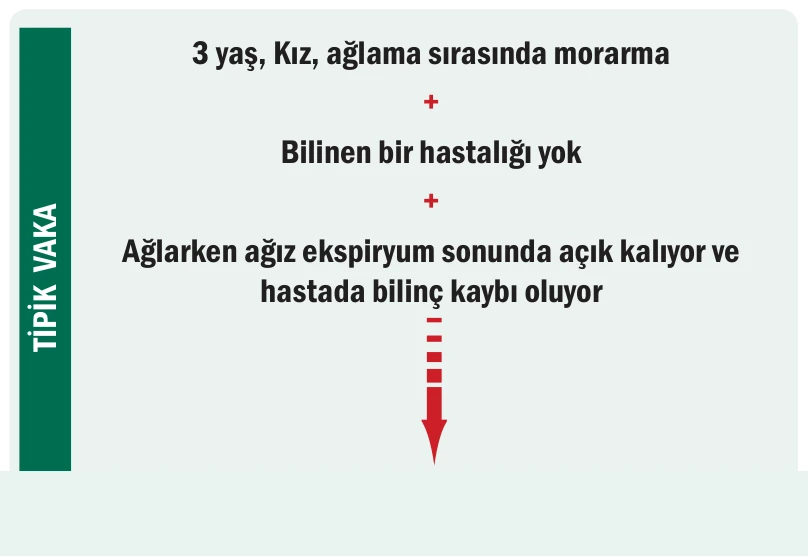 3 yaş, Kız, ağlama sırasında morarma
+
Bilinen bir hastalığı yok
+
Ağlarken ağız ekspiryum sonunda açık kalıyor ve
hastada bilinç kaybı oluyor
TİPİK VAKA